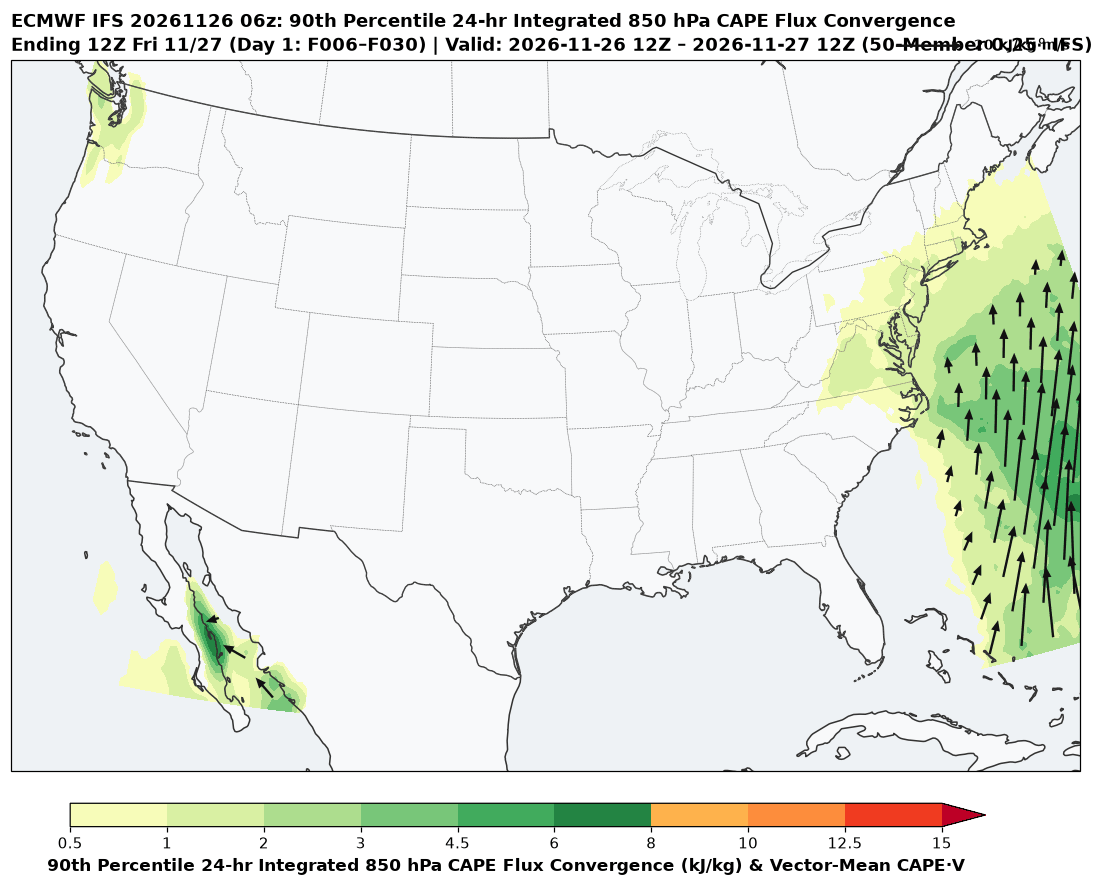 ECMWF IFS 20261126 06z: 90th Percentile 24-hr Integrated 850 hPa CAPE Flux Convergence
Ending 12Z Fri 11/27 (Day 1: F006–F030) | Valid: 2026-11-26 12Z – 2026-11-27 12Z (50-Member 0.25° IFS)
0.5 1 2 3 4.5 6 8 10 12.5 15
90th Percentile 24-hr Integrated 850 hPa CAPE Flux Convergence (kJ/kg) & Vector-Mean CAPE·V